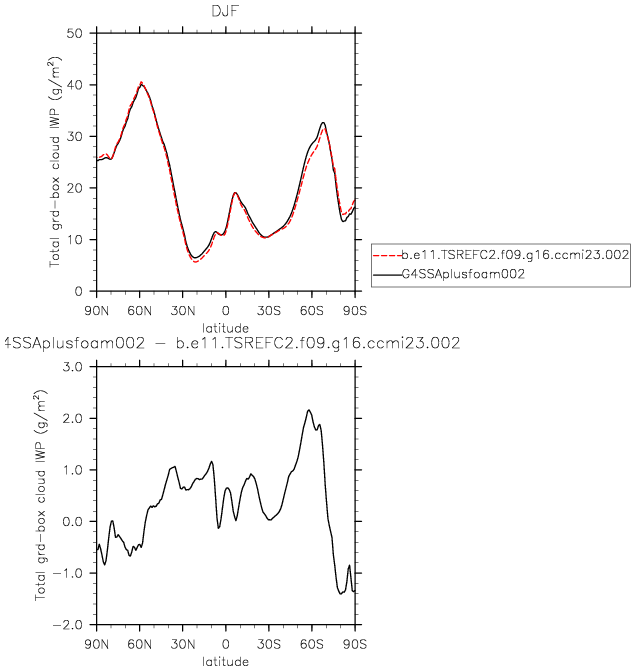 DJF
50
40
30
20
10
0
Total grd-box cloud IWP (g/m²)
90N 60N 30N 0 30S 60S 90S
latitude
b.e11.TSREFC2.f09.g16.ccmi23.002
G4SSAplusfoam002
4SSAplusfoam002 - b.e11.TSREFC2.f09.g16.ccmi23.002
3.0
2.0
1.0
0.0
-1.0
-2.0
Total grd-box cloud IWP (g/m²)
90N 60N 30N 0 30S 60S 90S
latitude